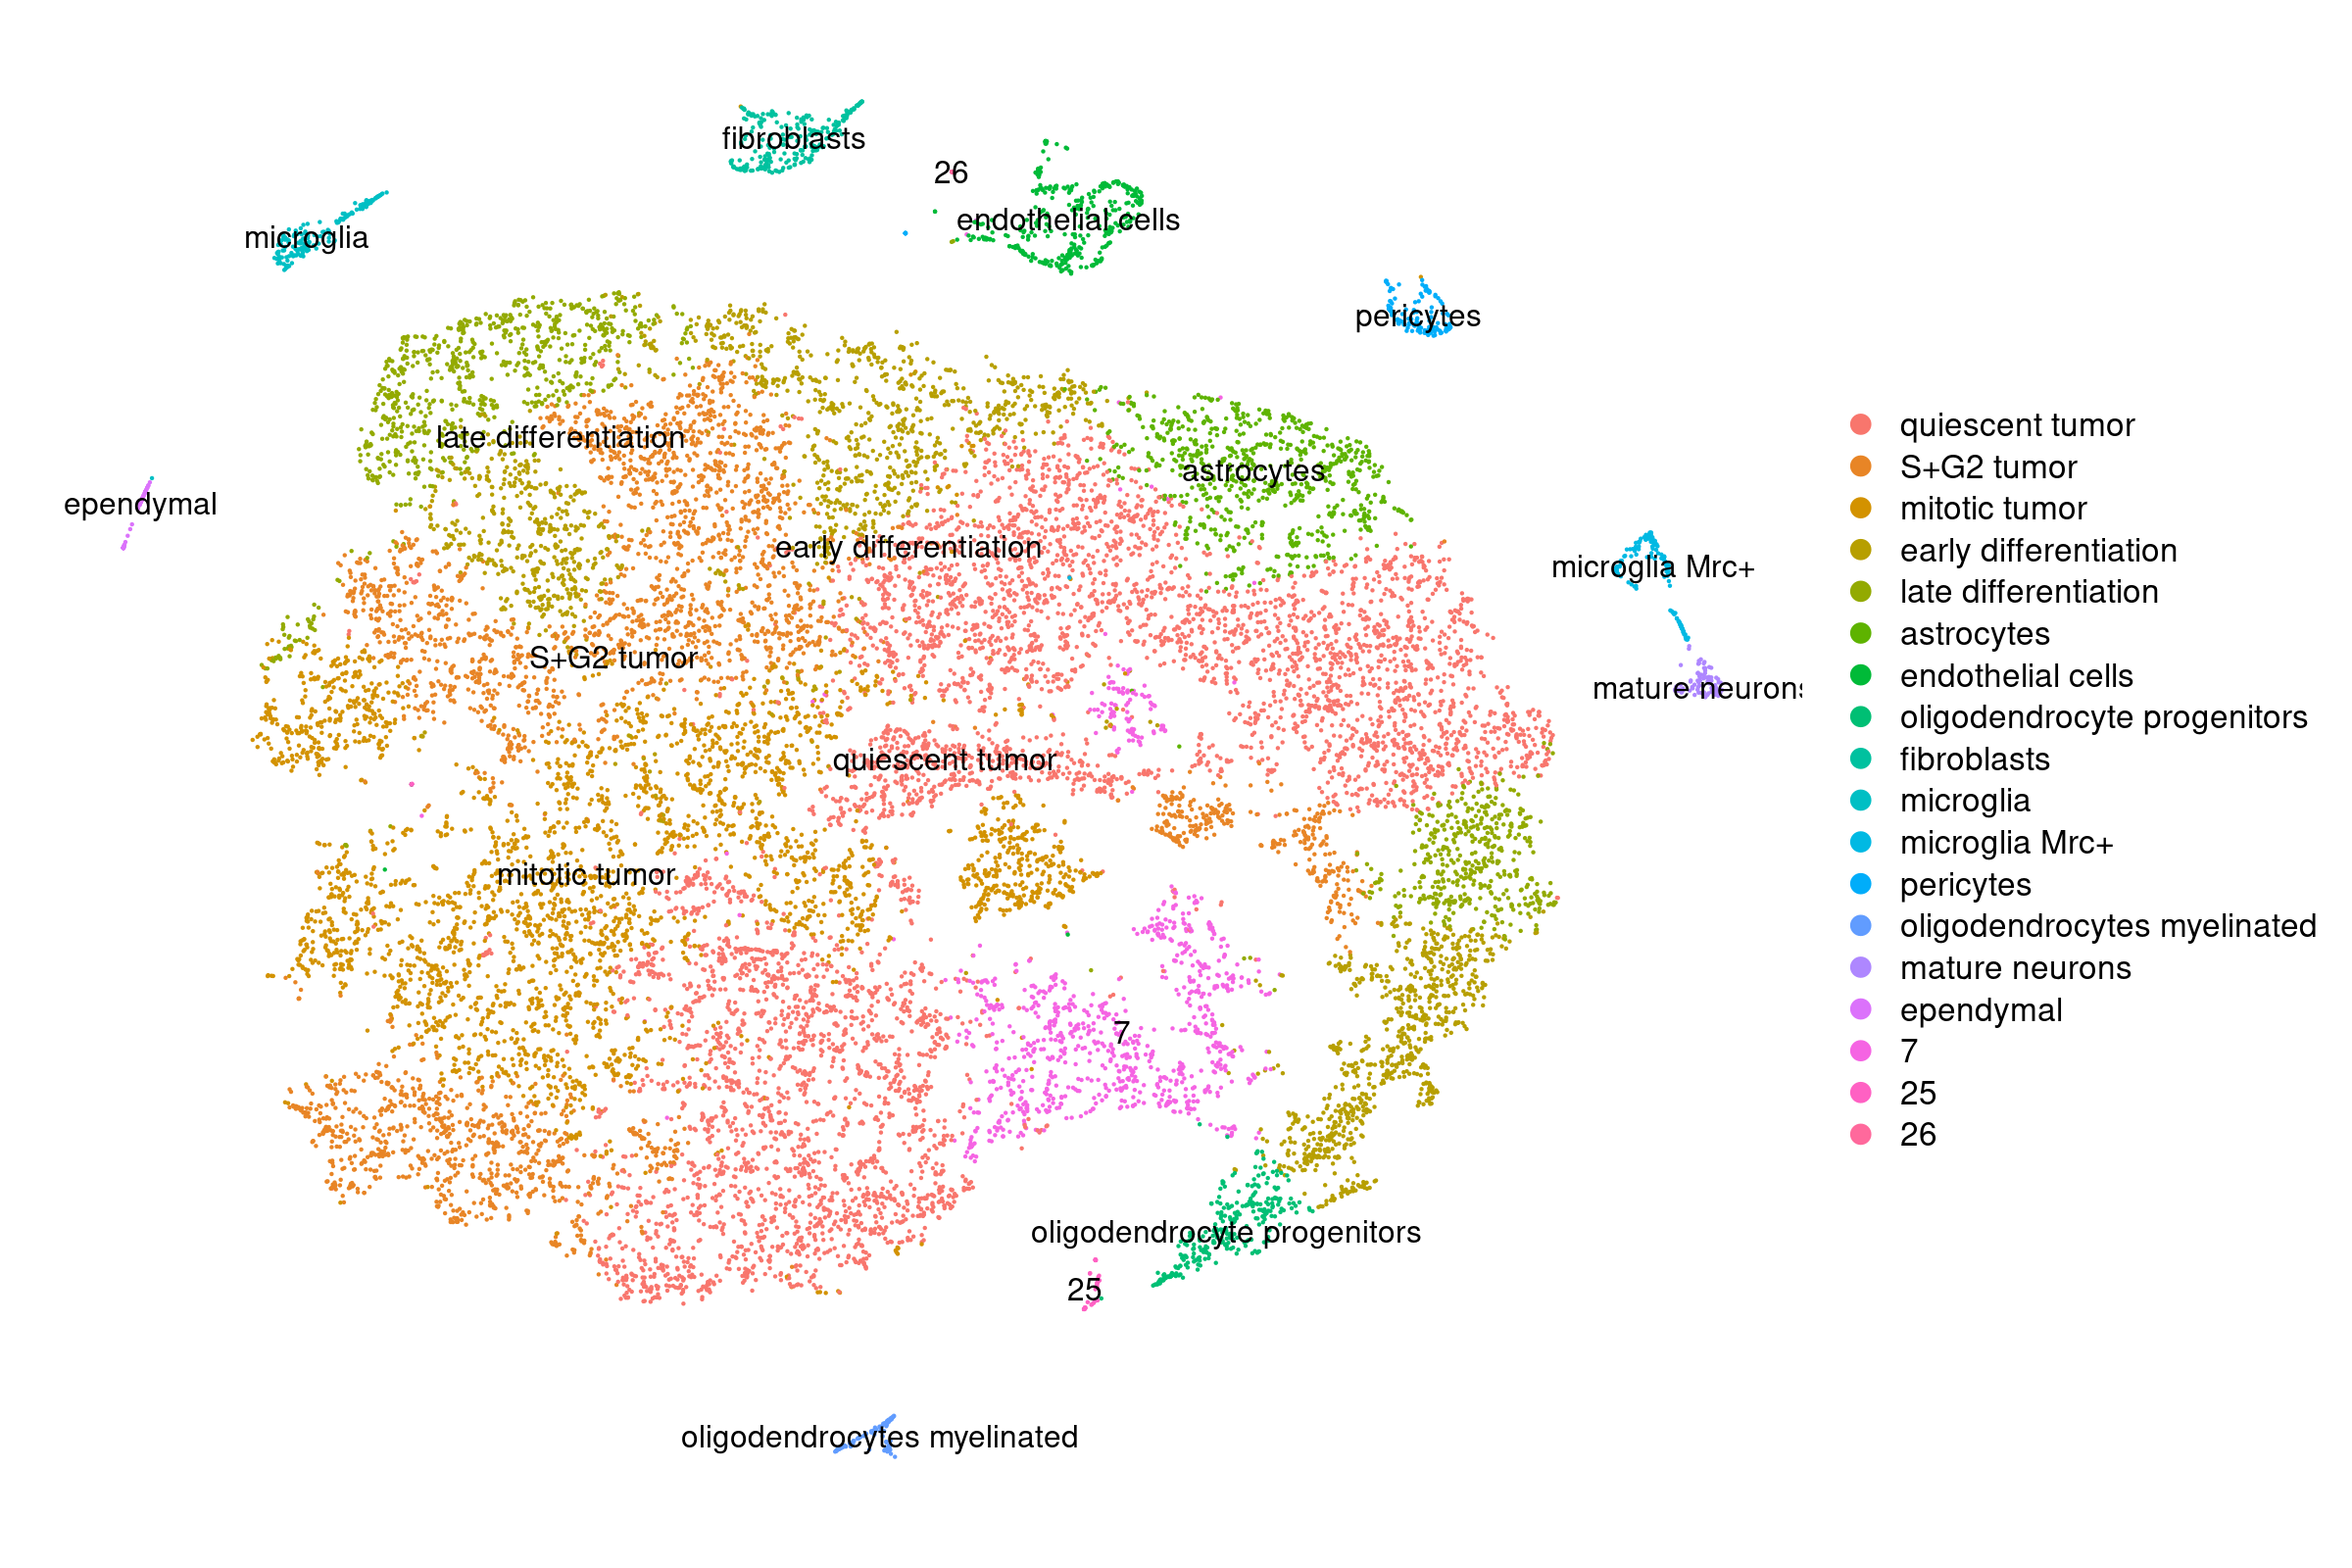 fibroblasts
26
endothelial cells
microglia
pericytes
late differentiation
astrocytes
ependymal
early differentiation
microglia Mrc+
S+G2 tumor
mature neurons
quiescent tumor
mitotic tumor
7
oligodendrocyte progenitors
25
oligodendrocytes myelinated
quiescent tumor
S+G2 tumor
mitotic tumor
early differentiation
late differentiation
astrocytes
endothelial cells
oligodendrocyte progenitors
fibroblasts
microglia
microglia Mrc+
pericytes
oligodendrocytes myelinated
mature neurons
ependymal
7
25
26